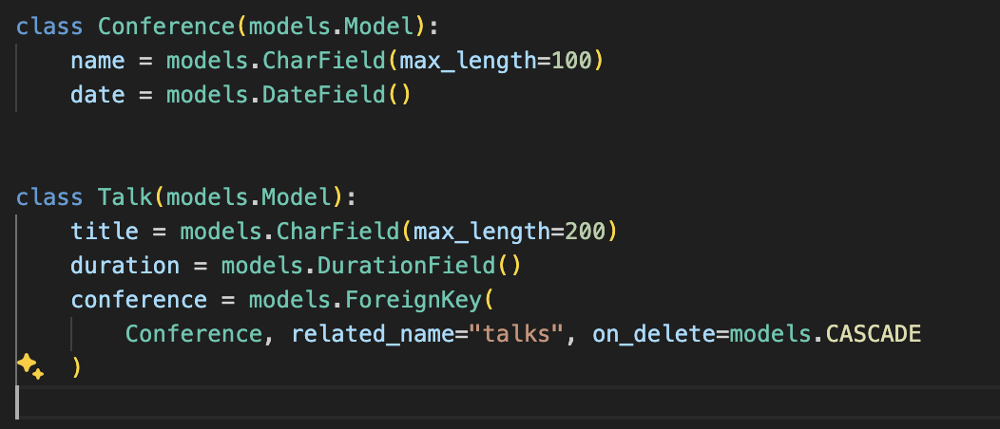 class Conference(models.Model):
    name = models.CharField(max_length=100)
    date = models.DateField()
class Talk(models.Model):
    title = models.CharField(max_length=200)
    duration = models.DurationField()
    conference = models.ForeignKey(
        Conference, related_name="talks", on_delete=models.CASCADE
    )